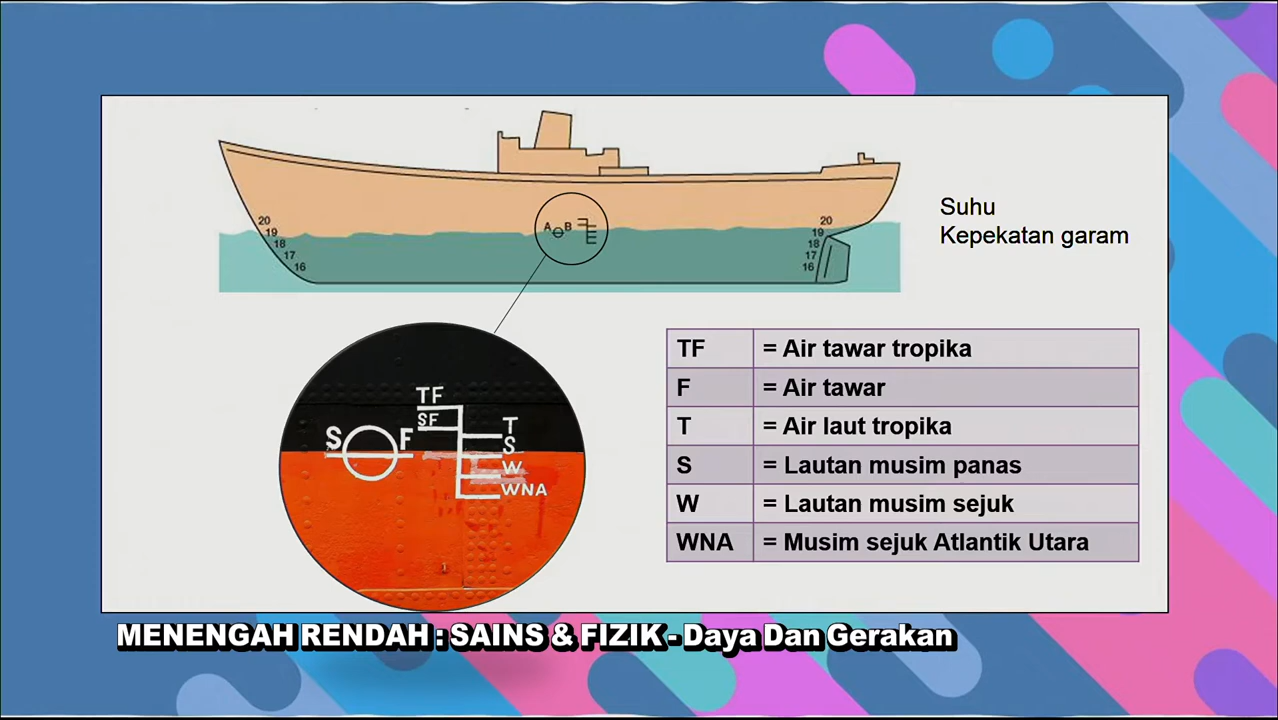 20
19
18
17
16
A B
20
19
18
17
16
Suhu
Kepekatan garam
TF
SF
S F
T
S
W
WNA
TF = Air tawar tropika
F = Air tawar
T = Air laut tropika
S = Lautan musim panas
W = Lautan musim sejuk
WNA = Musim sejuk Atlantik Utara
MENENGAH RENDAH : SAINS & FIZIK - Daya Dan Gerakan